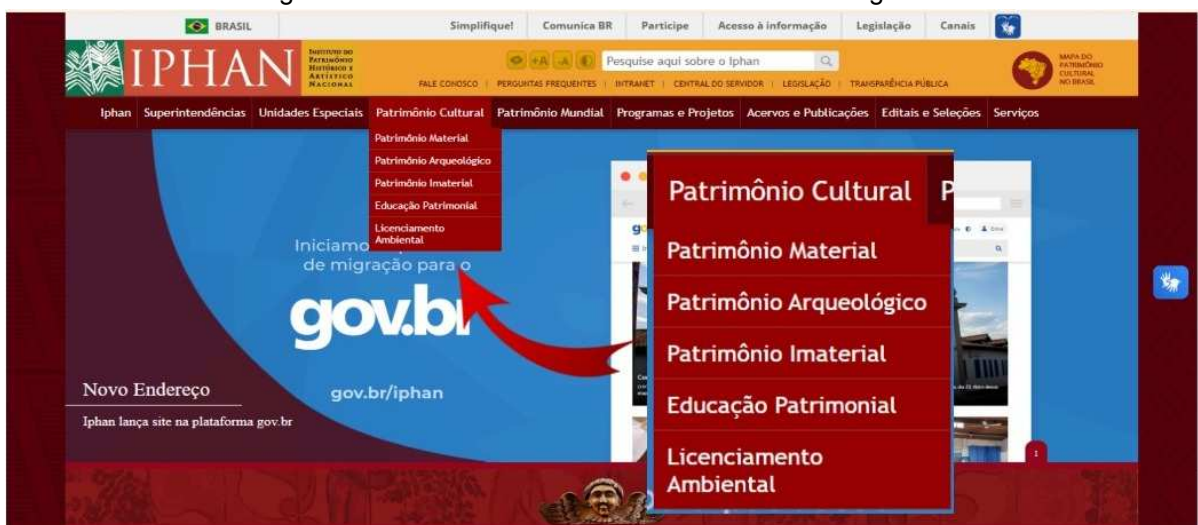 BRASIL Simplifique! Comunica BR Participe Acesso à informação Legislação Canais
IPHAN
INSTITUTO DO
PATRIMÔNIO
HISTÓRICO E
ARTÍSTICO
NACIONAL
+A -A Pesquise aqui sobre o Iphan
FALE CONOSCO | PERGUNTAS FREQUENTES | INTRANET | CENTRAL DO SERVIDOR | LEGISLAÇÃO | TRANSPARÊNCIA PÚBLICA
MAPA DO
PATRIMÔNIO
CULTURAL
NO BRASIL
Iphan Superintendências Unidades Especiais Patrimônio Cultural Patrimônio Mundial Programas e Projetos Acervos e Publicações Editais e Seleções Serviços
Patrimônio Material
Patrimônio Arqueológico
Patrimônio Imaterial
Educação Patrimonial
Licenciamento
Ambiental
Iniciamo
de migração para o
gov.br
gov.br/iphan
Novo Endereço
Iphan lança site na plataforma gov.br
Patrimônio Cultural P
Patrimônio Material
Patrimônio Arqueológico
Patrimônio Imaterial
Educação Patrimonial
Licenciamento
Ambiental
1